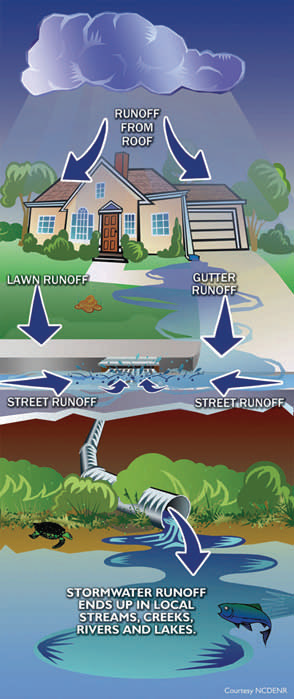 RUNOFF
FROM
ROOF
LAWN RUNOFF
GUTTER
RUNOFF
STREET RUNOFF
STREET RUNOFF
STORMWATER RUNOFF
ENDS UP IN LOCAL
STREAMS, CREEKS,
RIVERS AND LAKES.
Courtesy NCDENR